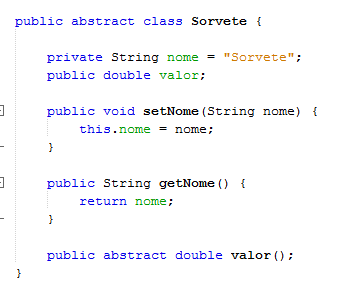 public abstract class Sorvete {
private String nome = "Sorvete";
public double valor;
public void setNome(String nome) {
this.nome = nome;
}
public String getNome() {
return nome;
}
public abstract double valor();
}